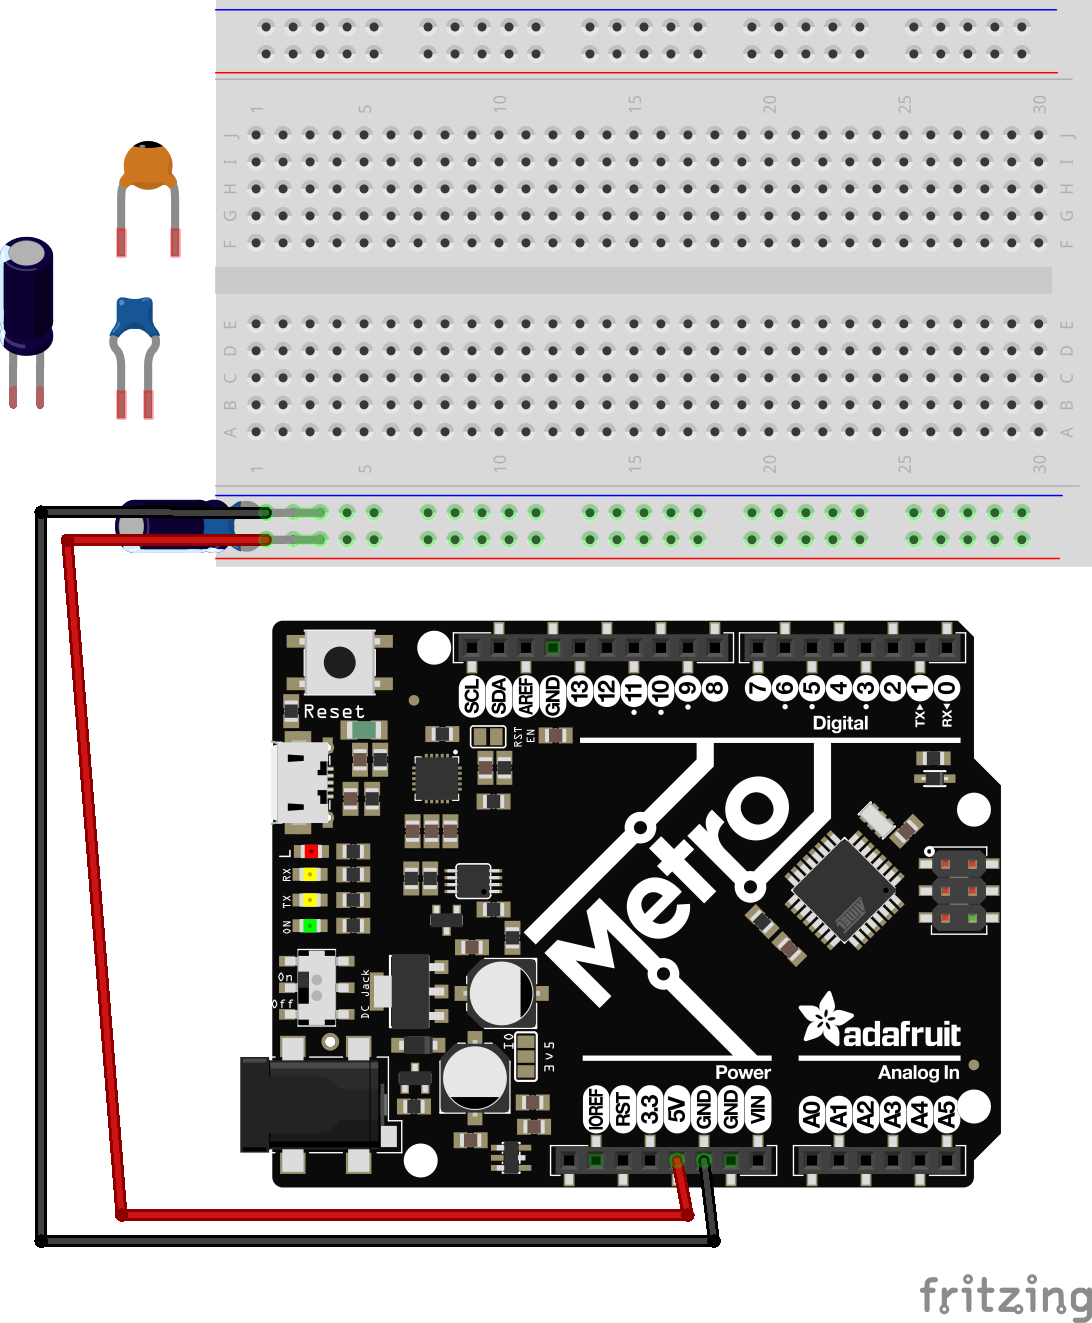 1 5 10 15 20 25 30
J J
I I
H H
G G
F F
E E
D D
C C
B B
A A
1 5 10 15 20 25 30
Reset
SCL SDA AREF GND 13 12 11 10 9 8 7 6 5 4 3 2 1 0
TX RX
Digital
RST EN
L
RX
TX
ON
Metro
ATMEL
On
Off
DC Jack
IO
3v5
adafruit
Power
Analog In
IOREF RST 3.3 5V GND GND VIN A0 A1 A2 A3 A4 A5
fritzing